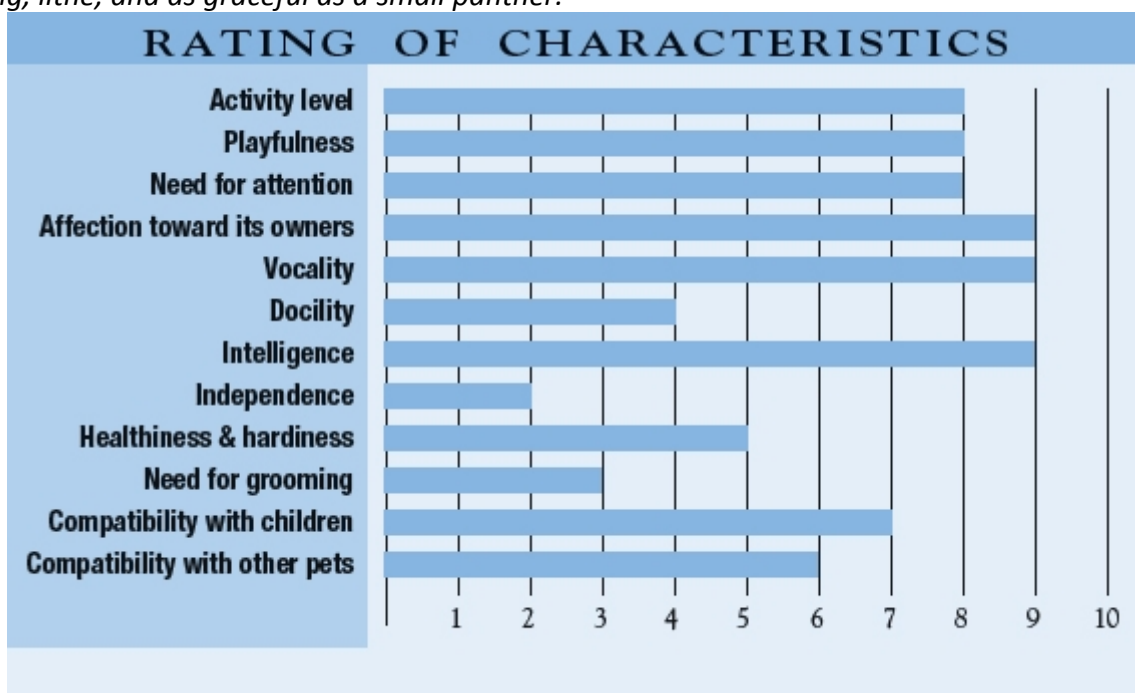 lithe, and as graceful as a small panther.
RATING OF CHARACTERISTICS
Activity level
Playfulness
Need for attention
Affection toward its owners
Vocality
Docility
Intelligence
Independence
Healthiness & hardiness
Need for grooming
Compatibility with children
Compatibility with other pets
1 2 3 4 5 6 7 8 9 10